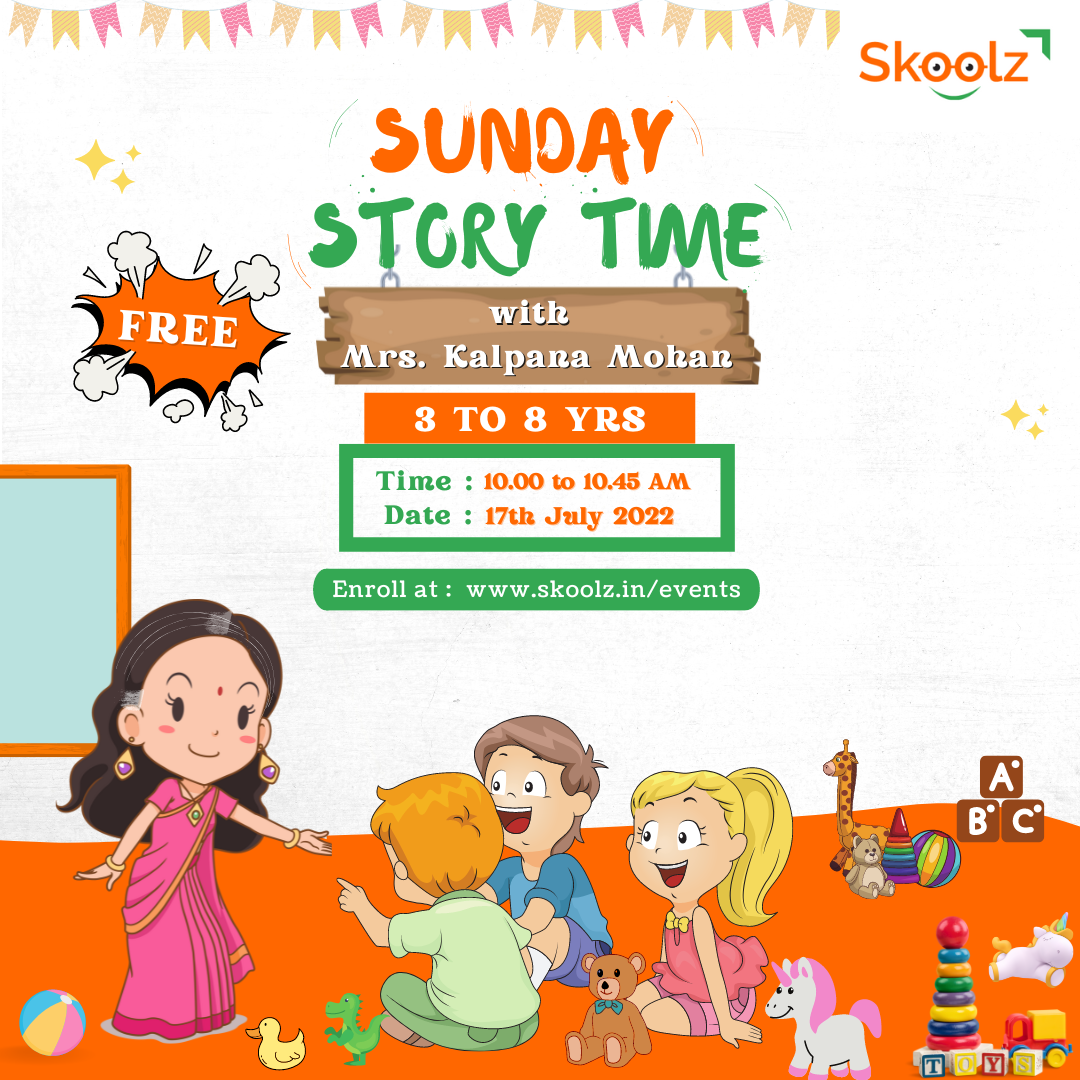 Skoolz
SUNDAY
STORY TIME
with
Mrs. Kalpana Mohan
FREE
3 TO 8 YRS
Time : 10.00 to 10.45 AM
Date : 17th July 2022
Enroll at : www.skoolz.in/events
A
B C
TOYS